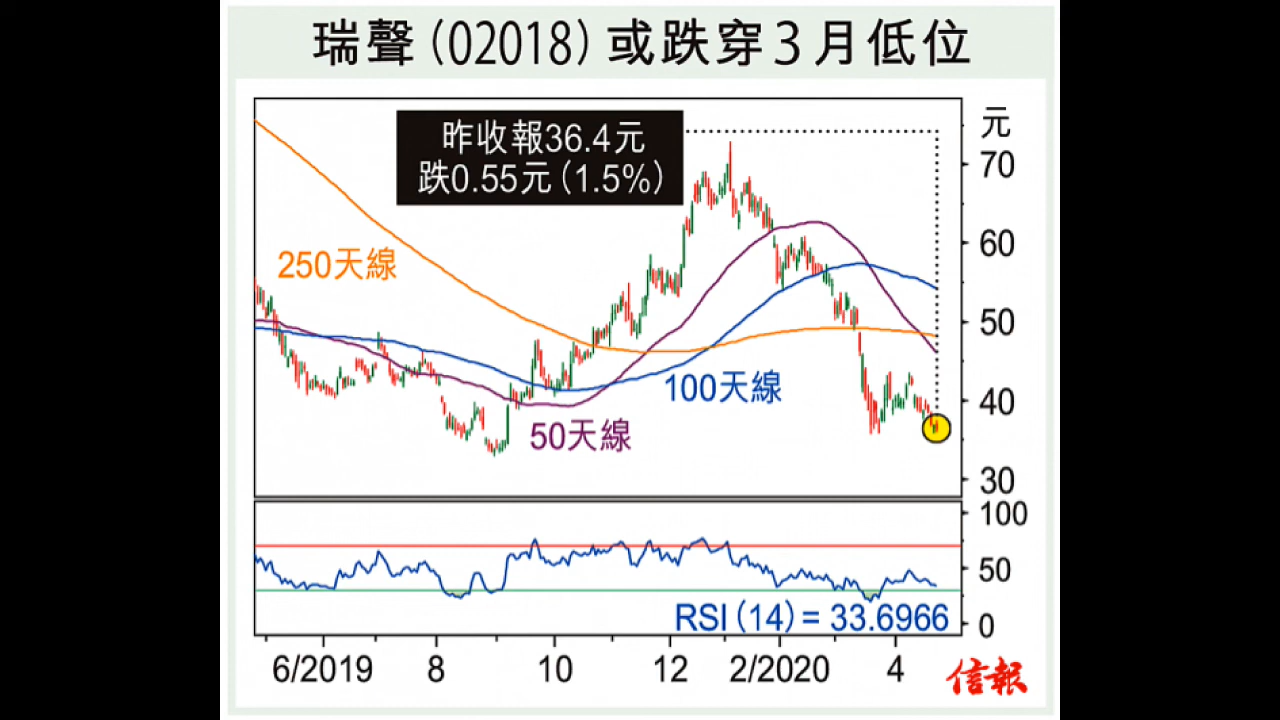 瑞聲(02018)或跌穿3月低位
昨收報36.4元
跌0.55元(1.5%)
元
70
60
50
40
30
250天線
100天線
50天線
100
50
0
RSI(14)= 33.6966
6/2019 8 10 12 2/2020 4
信報